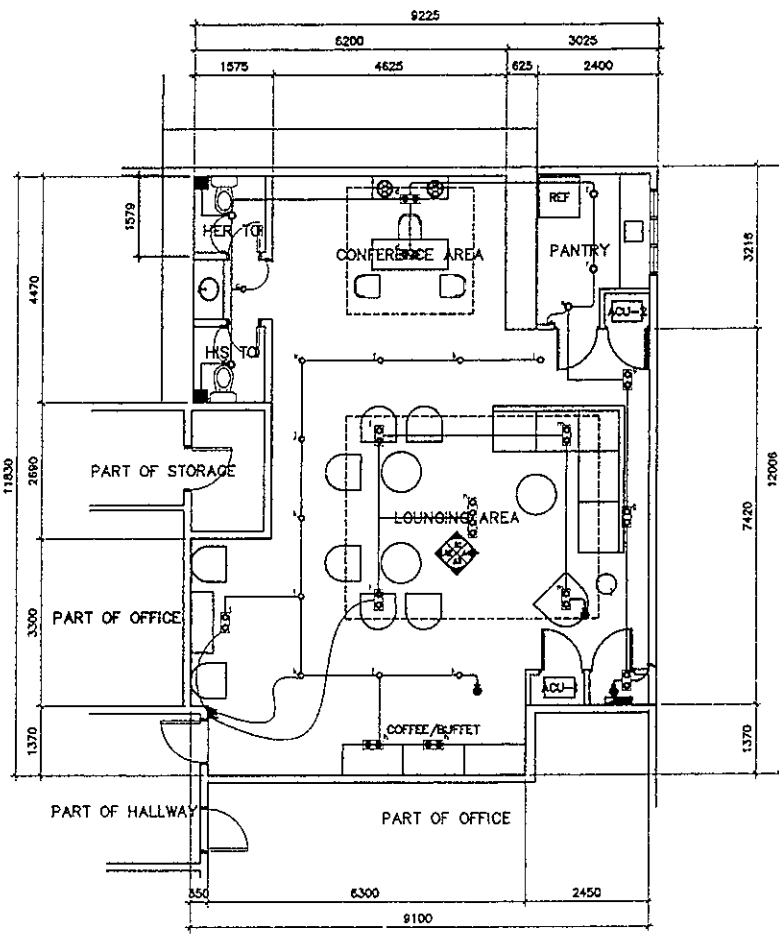 9225
6200 3025
1575 4625 625 2400
1579
4470
2690
11830
3300
1370
3215
7420
12006
1370
HER TO
CONFERENCE AREA
REF
PANTRY
ACU-2
HIS TO
PART OF STORAGE
LOUNGING AREA
PART OF OFFICE
COFFEE/BUFFET
PART OF HALLWAY
PART OF OFFICE
350 6300 2450
9100